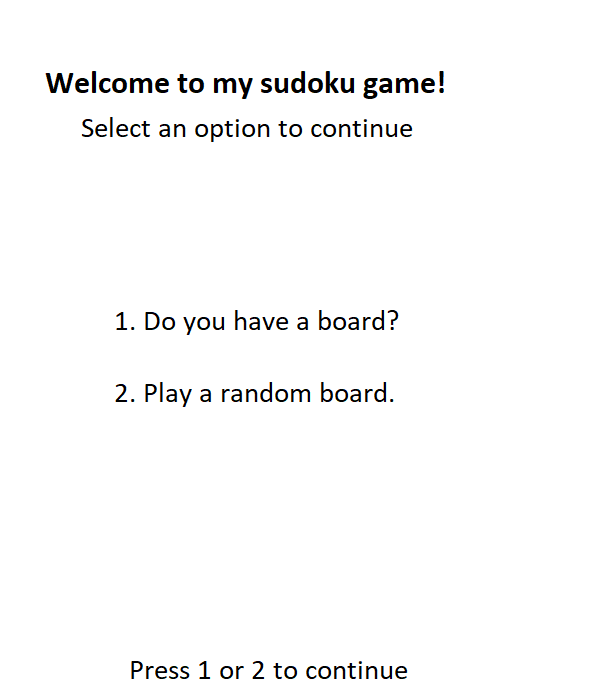 Welcome to my sudoku game!
Select an option to continue
1. Do you have a board?
2. Play a random board.
Press 1 or 2 to continue